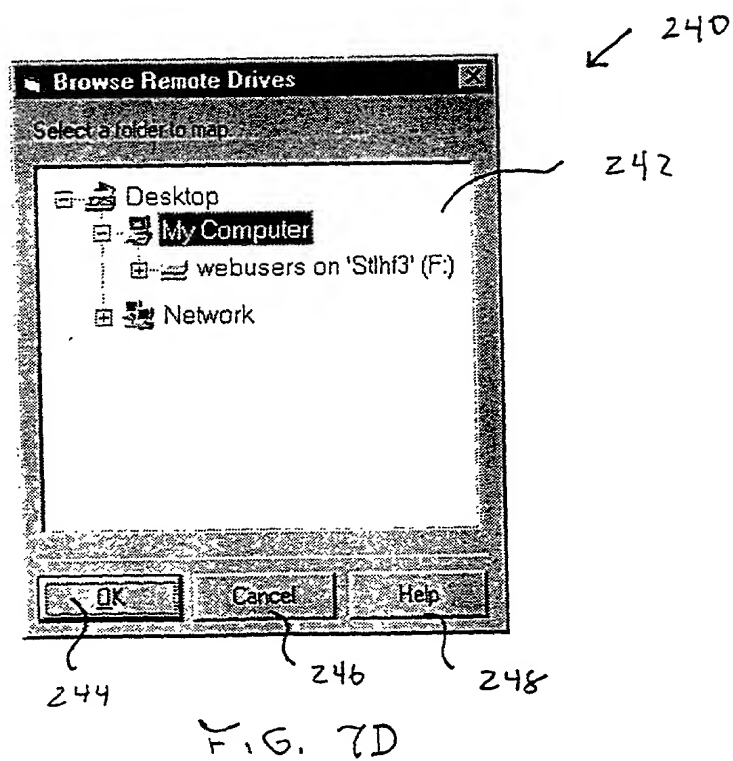 240
Browse Remote Drives
Select a folder to map.
242
Desktop
My Computer
webusers on 'Stlhf3' (F:)
Network
OK
Cancel
Help
244
246
248
F.G. 7D